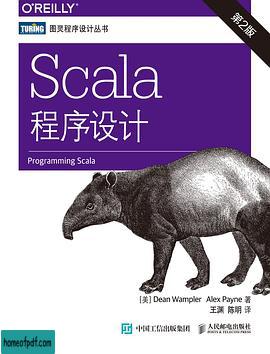 O'REILLY®
TURING 图灵程序设计丛书
第2版
Scala
程序设计
Programming Scala
[美] Dean Wampler Alex Payne 著
王渊 陈明 译
中国工信出版集团 人民邮电出版社
homeofpdf.com